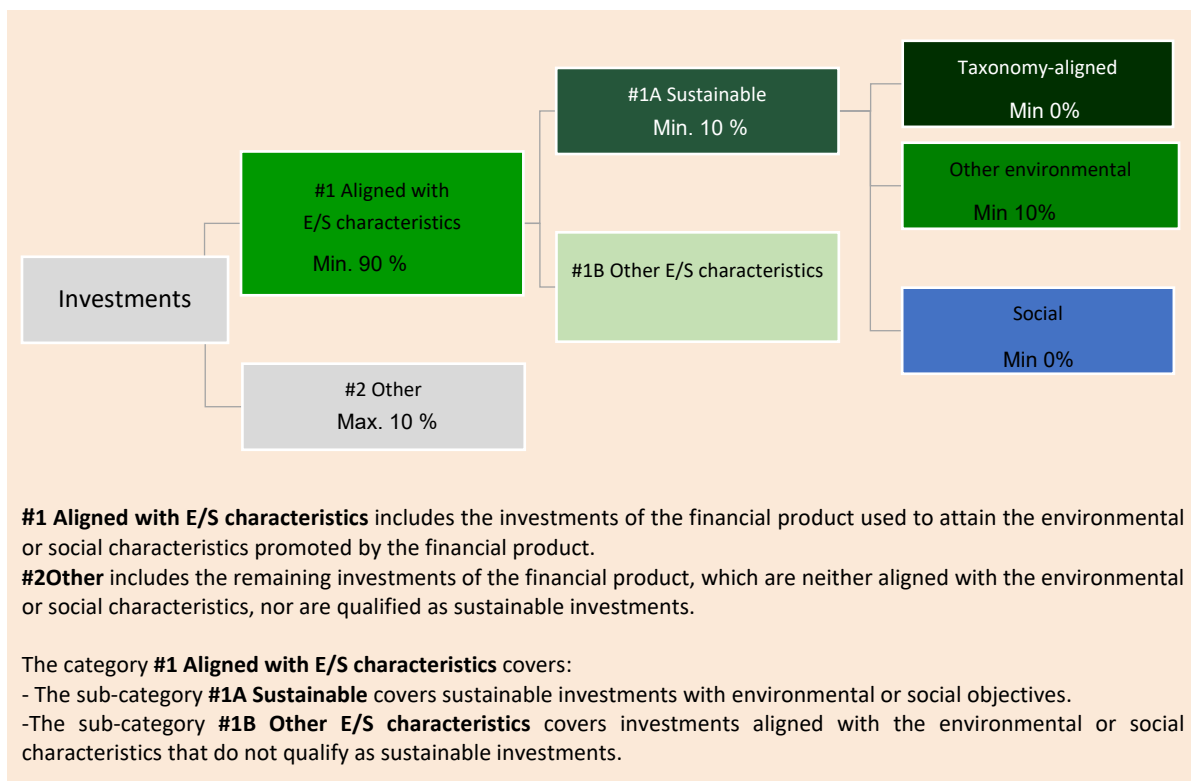 Investments
#1 Aligned with
E/S characteristics
Min. 90 %
#2 Other
Max. 10 %
#1A Sustainable
Min. 10 %
#1B Other E/S characteristics
Taxonomy-aligned
Min 0%
Other environmental
Min 10%
Social
Min 0%
#1 Aligned with E/S characteristics includes the investments of the financial product used to attain the environmental
or social characteristics promoted by the financial product.
#2Other includes the remaining investments of the financial product, which are neither aligned with the environmental
or social characteristics, nor are qualified as sustainable investments.
The category #1 Aligned with E/S characteristics covers:
- The sub-category #1A Sustainable covers sustainable investments with environmental or social objectives.
-The sub-category #1B Other E/S characteristics covers investments aligned with the environmental or social
characteristics that do not qualify as sustainable investments.